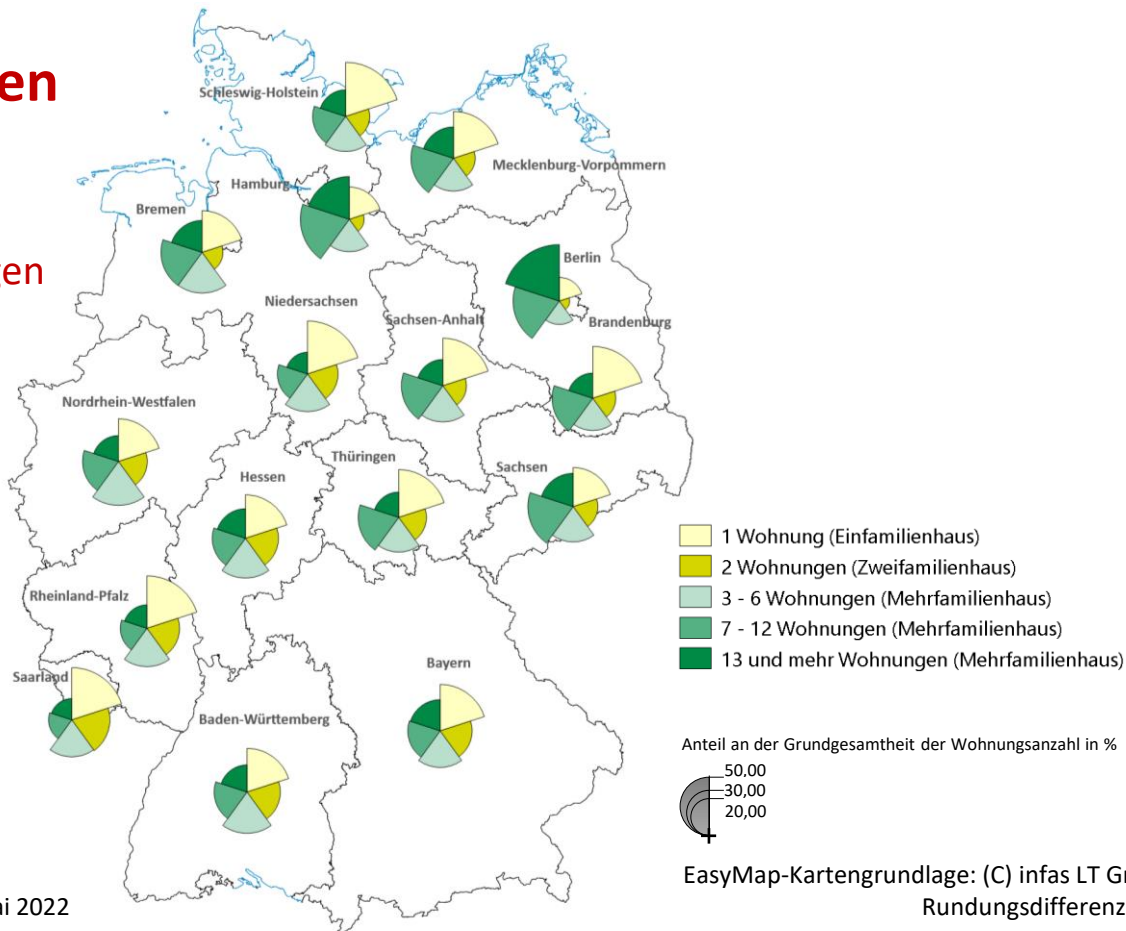 en
gen
Schleswig-Holstein
Mecklenburg-Vorpommern
Hamburg
Bremen
Berlin
Niedersachsen
Sachsen-Anhalt
Brandenburg
Nordrhein-Westfalen
Thüringen
Sachsen
Hessen
Rheinland-Pfalz
Saarland
Bayern
Baden-Württemberg
1 Wohnung (Einfamilienhaus)
2 Wohnungen (Zweifamilienhaus)
3 - 6 Wohnungen (Mehrfamilienhaus)
7 - 12 Wohnungen (Mehrfamilienhaus)
13 und mehr Wohnungen (Mehrfamilienhaus)
Anteil an der Grundgesamtheit der Wohnungsanzahl in %
50,00
30,00
20,00
EasyMap-Kartengrundlage: (C) infas LT Gr
ai 2022
Rundungsdifferenz